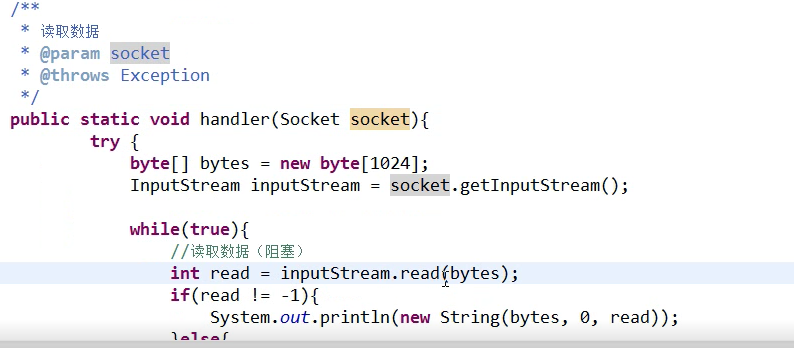 /**
 * 读取数据
 * @param socket
 * @throws Exception
 */
public static void handler(Socket socket){
        try {
            byte[] bytes = new byte[1024];
            InputStream inputStream = socket.getInputStream();
            while(true){
                //读取数据（阻塞）
                int read = inputStream.read(bytes);
                if(read != -1){
                    System.out.println(new String(bytes, 0, read));
                }else{